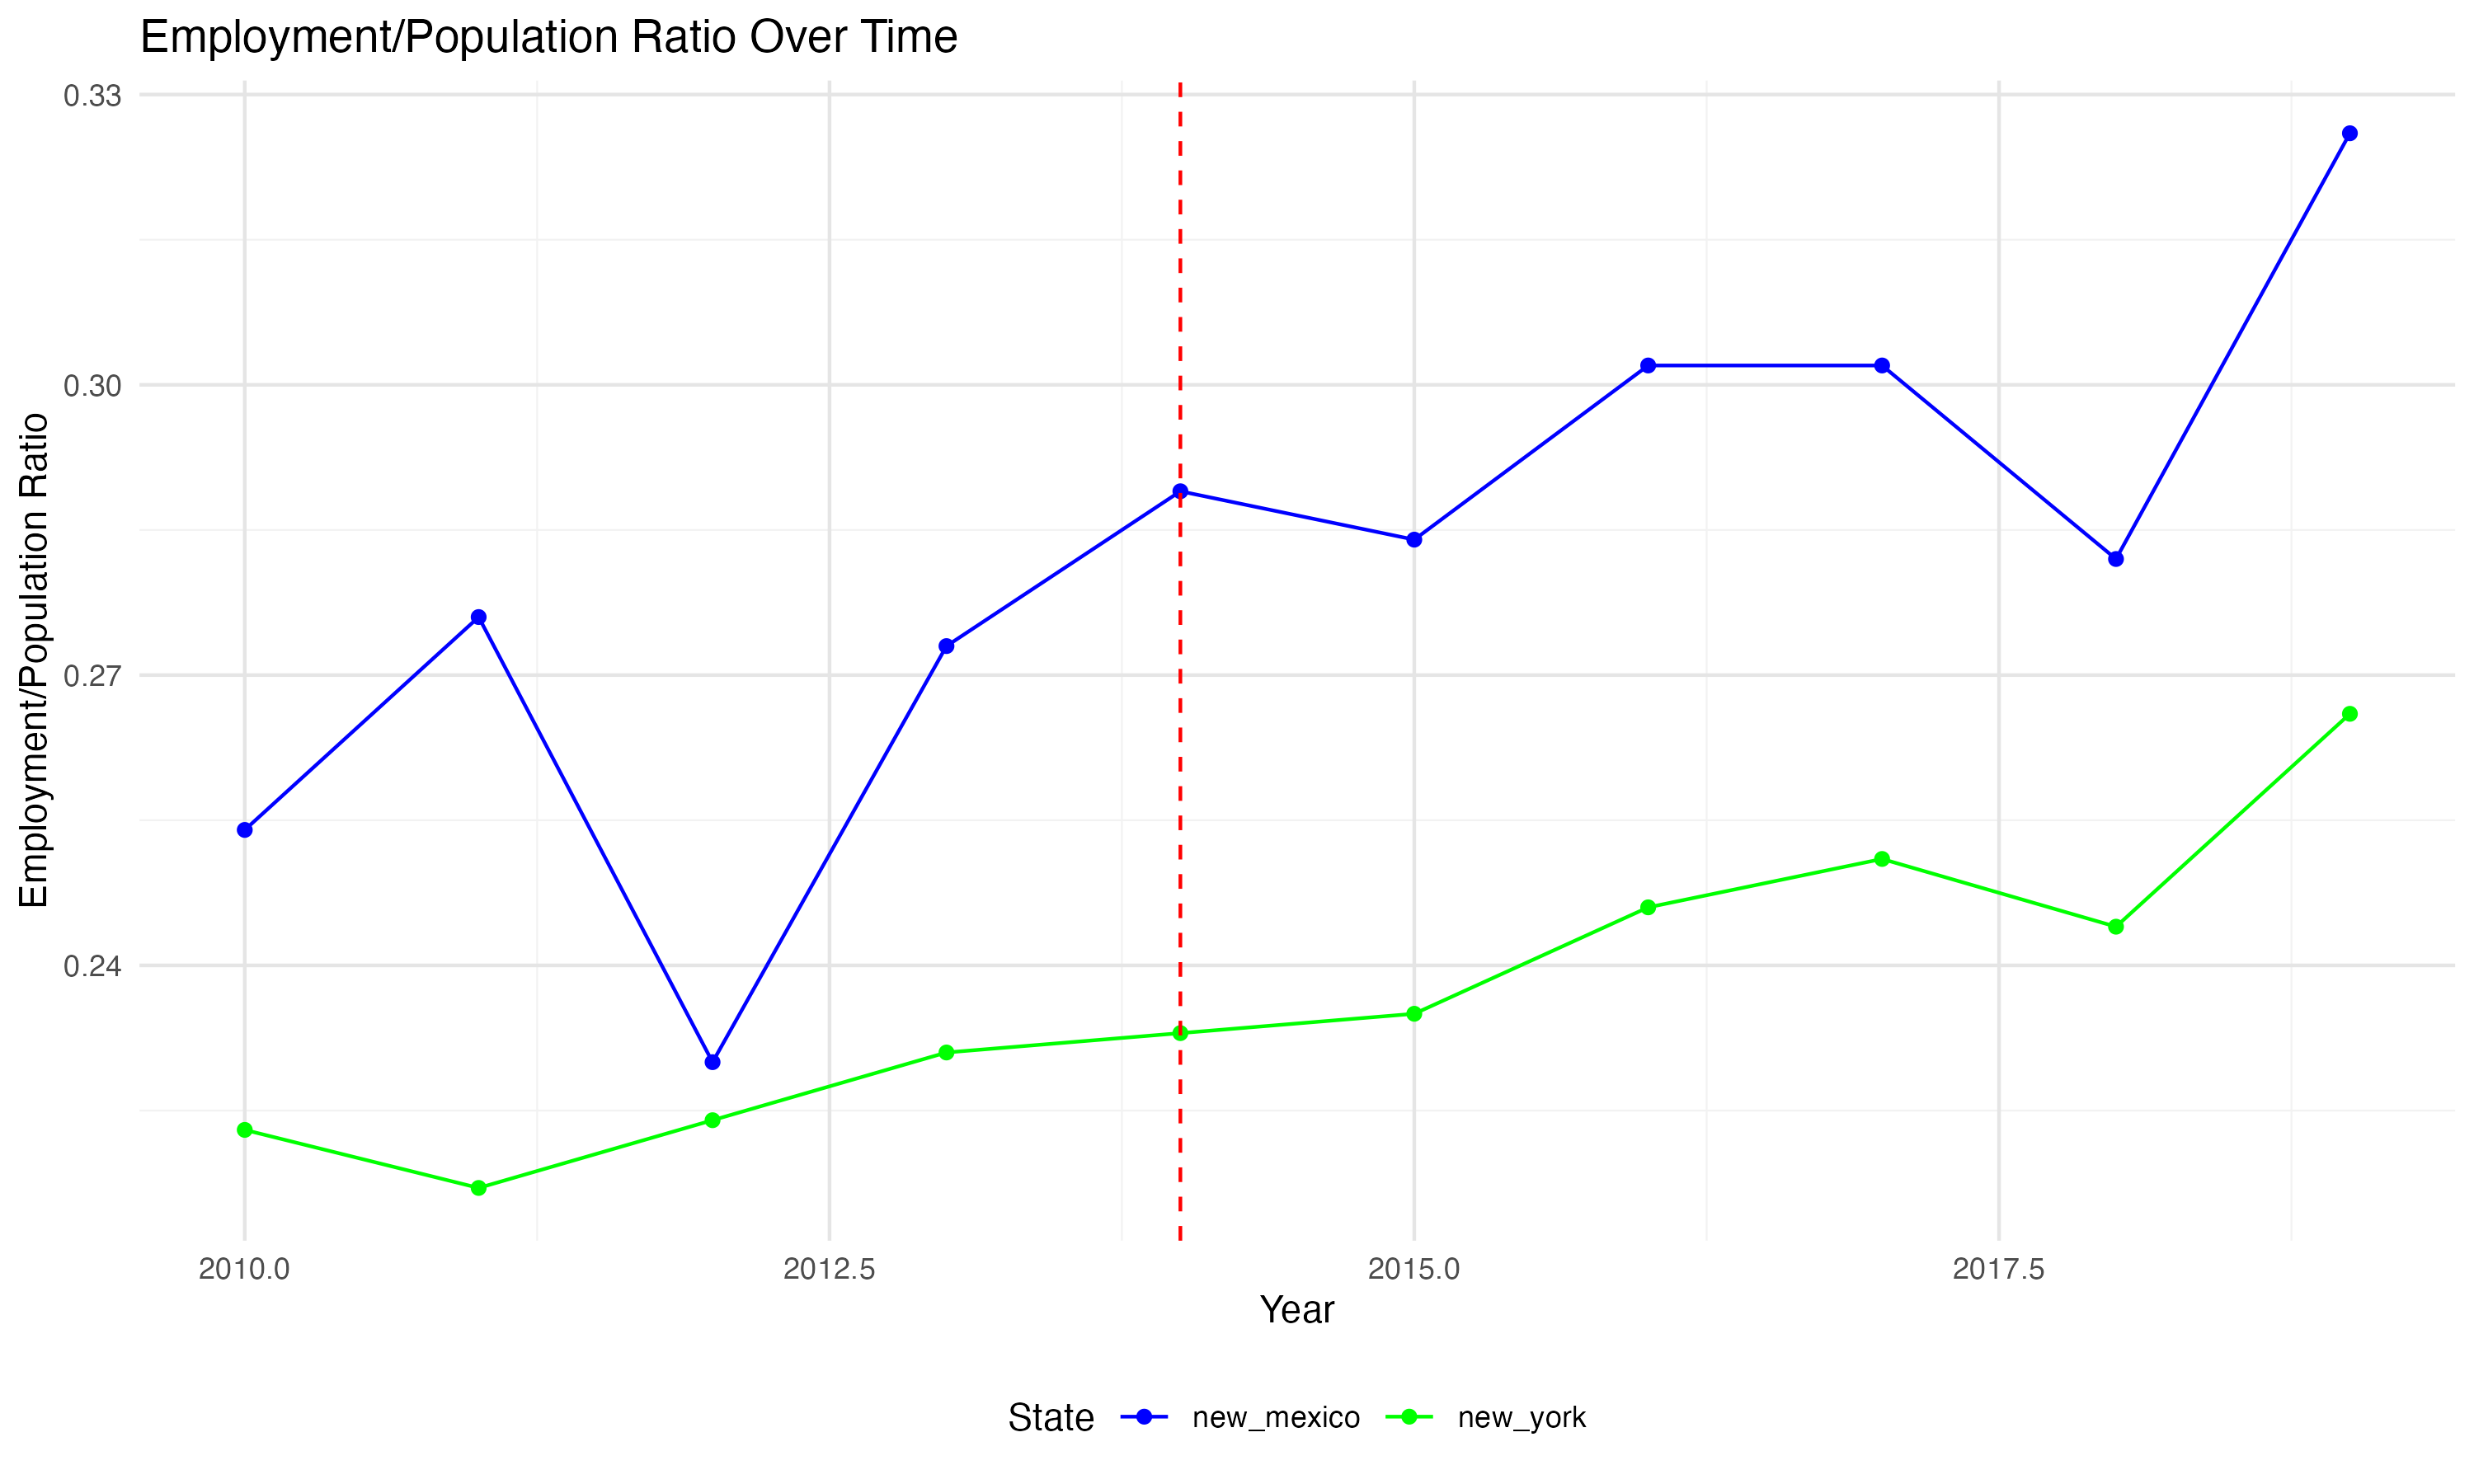 Employment/Population Ratio Over Time
Employment/Population Ratio
0.33
0.30
0.27
0.24
2010.0 2012.5 2015.0 2017.5
Year
State new_mexico new_york